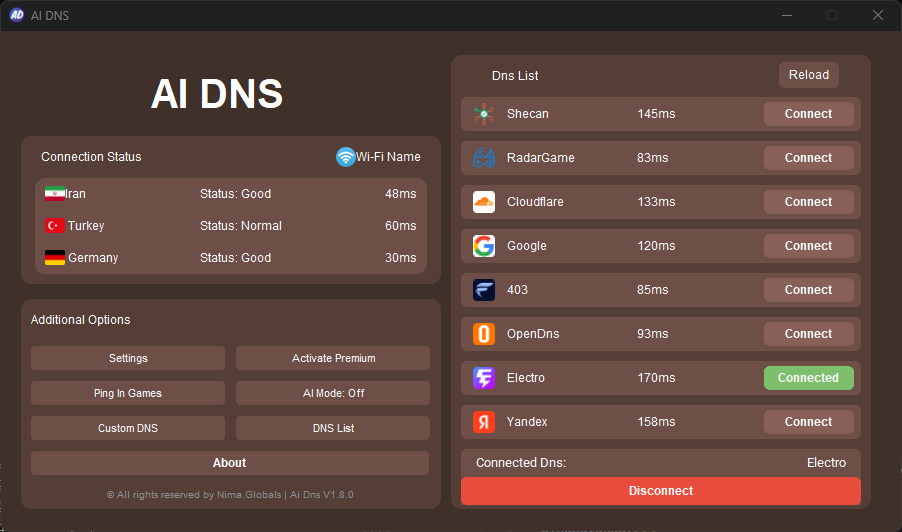 AI DNS
AI DNS
Connection Status
Wi-Fi Name
Iran Status: Good 48ms
Turkey Status: Normal 60ms
Germany Status: Good 30ms
Additional Options
Settings Activate Premium
Ping In Games AI Mode: Off
Custom DNS DNS List
About
© All rights reserved by Nima.Globals | Ai Dns V1.8.0
Dns List Reload
Shecan 145ms Connect
RadarGame 83ms Connect
Cloudflare 133ms Connect
Google 120ms Connect
403 85ms Connect
OpenDns 93ms Connect
Electro 170ms Connected
Yandex 158ms Connect
Connected Dns: Electro
Disconnect